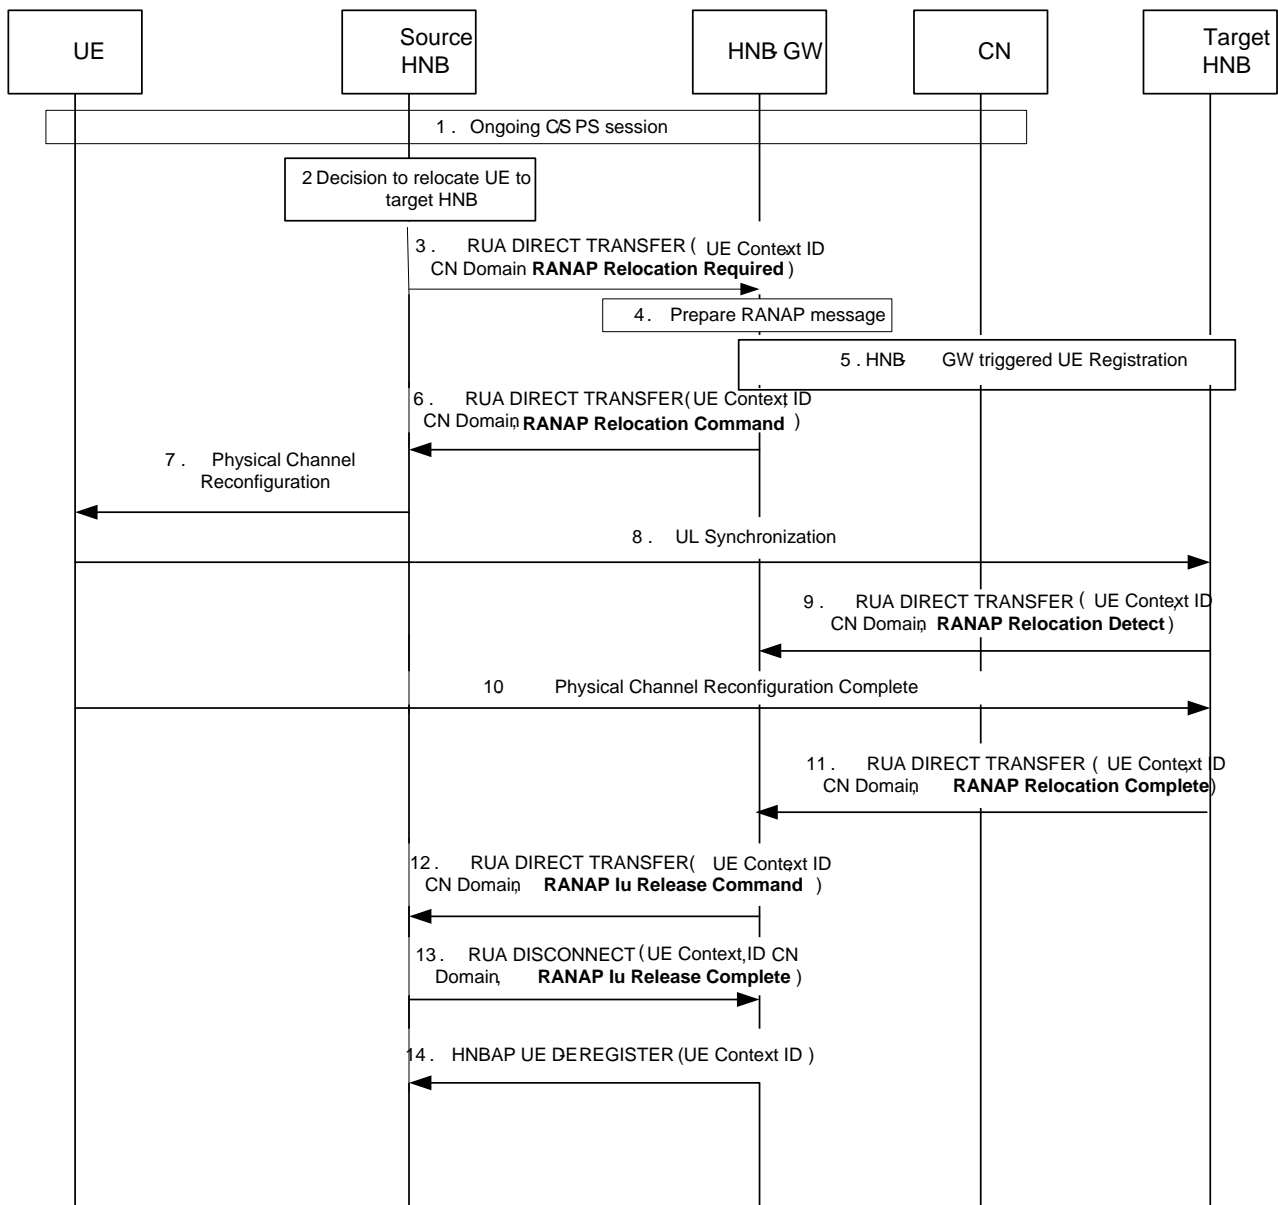 UE
Source
HNB
HNB-GW
CN
Target
HNB
1. Ongoing CS/PS session
2 Decision to relocate UE to
target HNB
3. RUA DIRECT TRANSFER ( UE Context ID,
CN Domain RANAP Relocation Required )
4. Prepare RANAP message
5. HNB- GW triggered UE Registration
6. RUA DIRECT TRANSFER (UE Context ID,
CN Domain, RANAP Relocation Command )
7. Physical Channel
Reconfiguration
8. UL Synchronization
9. RUA DIRECT TRANSFER ( UE Context ID,
CN Domain, RANAP Relocation Detect )
10 Physical Channel Reconfiguration Complete
11. RUA DIRECT TRANSFER ( UE Context ID,
CN Domain, RANAP Relocation Complete)
12. RUA DIRECT TRANSFER( UE Context ID,
CN Domain, RANAP Iu Release Command )
13. RUA DISCONNECT (UE Context ID, CN
Domain, RANAP Iu Release Complete )
14. HNBAP UE DE-REGISTER (UE Context ID )